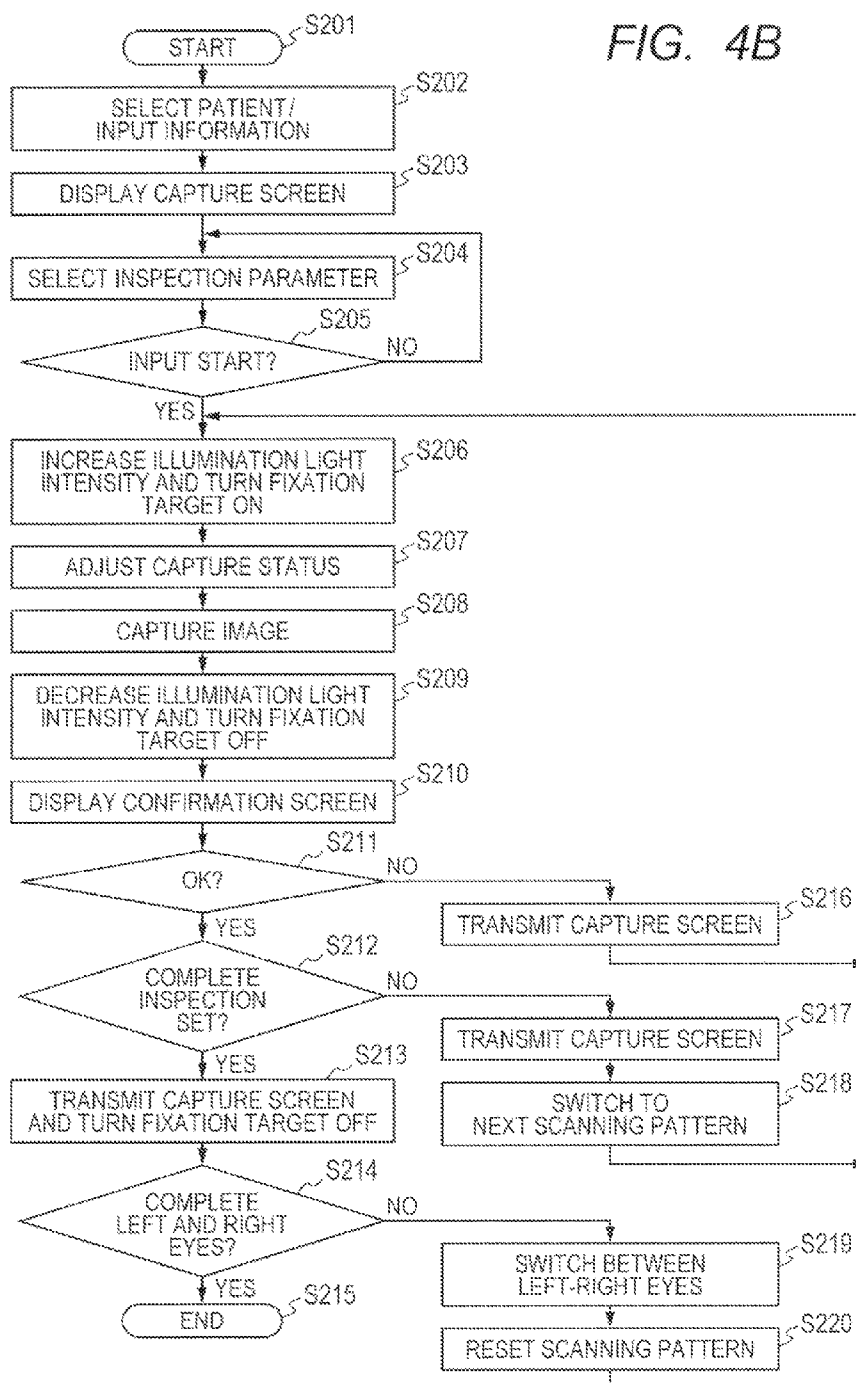 FIG. 4B
START
S201
SELECT PATIENT/
INPUT INFORMATION
S202
DISPLAY CAPTURE SCREEN
S203
SELECT INSPECTION PARAMETER
S204
INPUT START?
S205
NO
YES
INCREASE ILLUMINATION LIGHT
INTENSITY AND TURN FIXATION
TARGET ON
S206
ADJUST CAPTURE STATUS
S207
CAPTURE IMAGE
S208
DECREASE ILLUMINATION LIGHT
INTENSITY AND TURN FIXATION
TARGET OFF
S209
DISPLAY CONFIRMATION SCREEN
S210
OK?
S211
NO
YES
TRANSMIT CAPTURE SCREEN
S216
COMPLETE
INSPECTION
SET?
S212
NO
YES
TRANSMIT CAPTURE SCREEN
S217
SWITCH TO
NEXT SCANNING PATTERN
S218
TRANSMIT CAPTURE SCREEN
AND TURN FIXATION TARGET OFF
S213
COMPLETE
LEFT AND RIGHT
EYES?
S214
NO
YES
SWITCH BETWEEN
LEFT-RIGHT EYES
S219
END
S215
RESET SCANNING PATTERN
S220